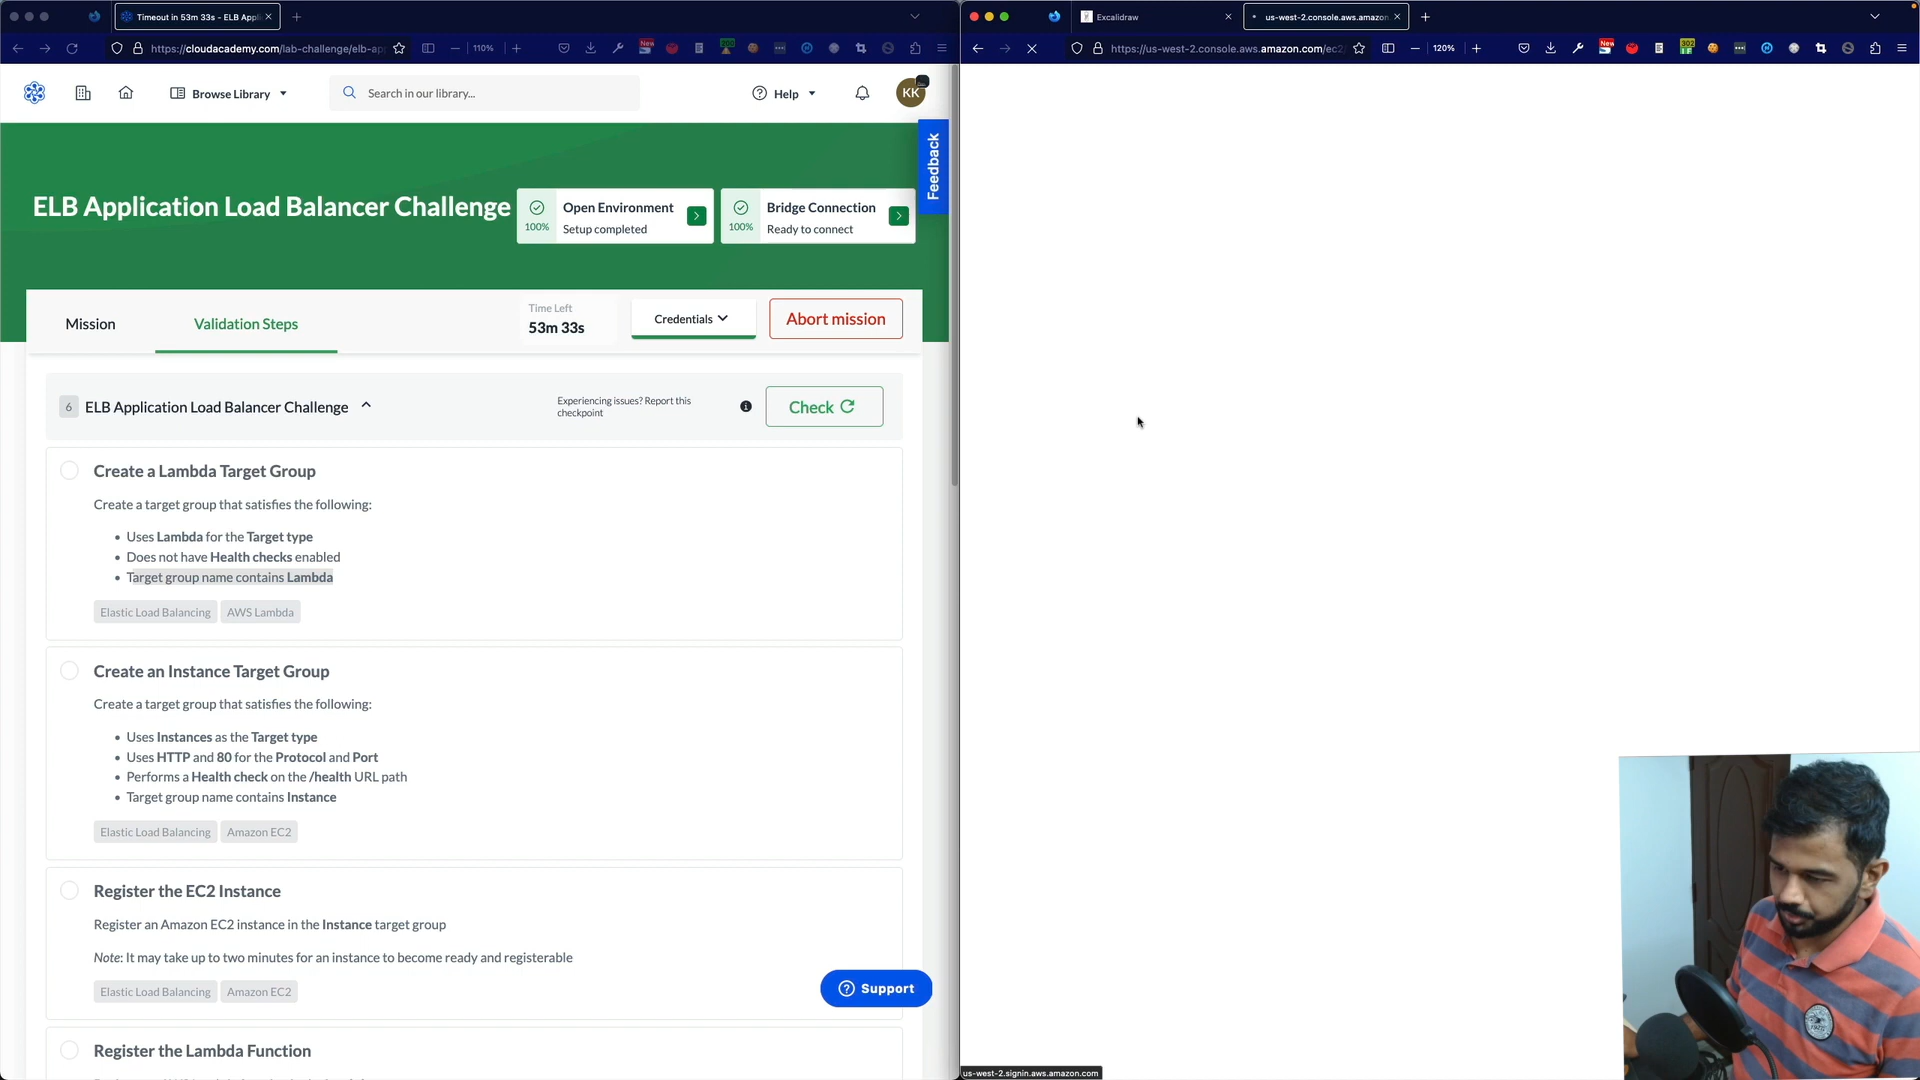 Timeout in 53m 33s - ELB Appli
https://cloudacademy.com/lab-challenge/elb-ap
110%
New
Browse Library
Search in our library...
Help
KK
Feedback
ELB Application Load Balancer Challenge
100%
Open Environment
Setup completed
100%
Bridge Connection
Ready to connect
Mission
Validation Steps
Time Left
53m 33s
Credentials
Abort mission
6
ELB Application Load Balancer Challenge
Experiencing issues? Report this
checkpoint
Check
Create a Lambda Target Group
Create a target group that satisfies the following:
• Uses Lambda for the Target type
• Does not have Health checks enabled
• Target group name contains Lambda
Elastic Load Balancing
AWS Lambda
Create an Instance Target Group
Create a target group that satisfies the following:
• Uses Instances as the Target type
• Uses HTTP and 80 for the Protocol and Port
• Performs a Health check on the /health URL path
• Target group name contains Instance
Elastic Load Balancing
Amazon EC2
Register the EC2 Instance
Register an Amazon EC2 instance in the Instance target group
Note: It may take up to two minutes for an instance to become ready and registerable
Elastic Load Balancing
Amazon EC2
Support
Register the Lambda Function
Excalidraw
us-west-2.console.aws.amazon.
https://us-west-2.console.aws.amazon.com/ec2
120%
New
302
us-west-2.signin.aws.amazon.com